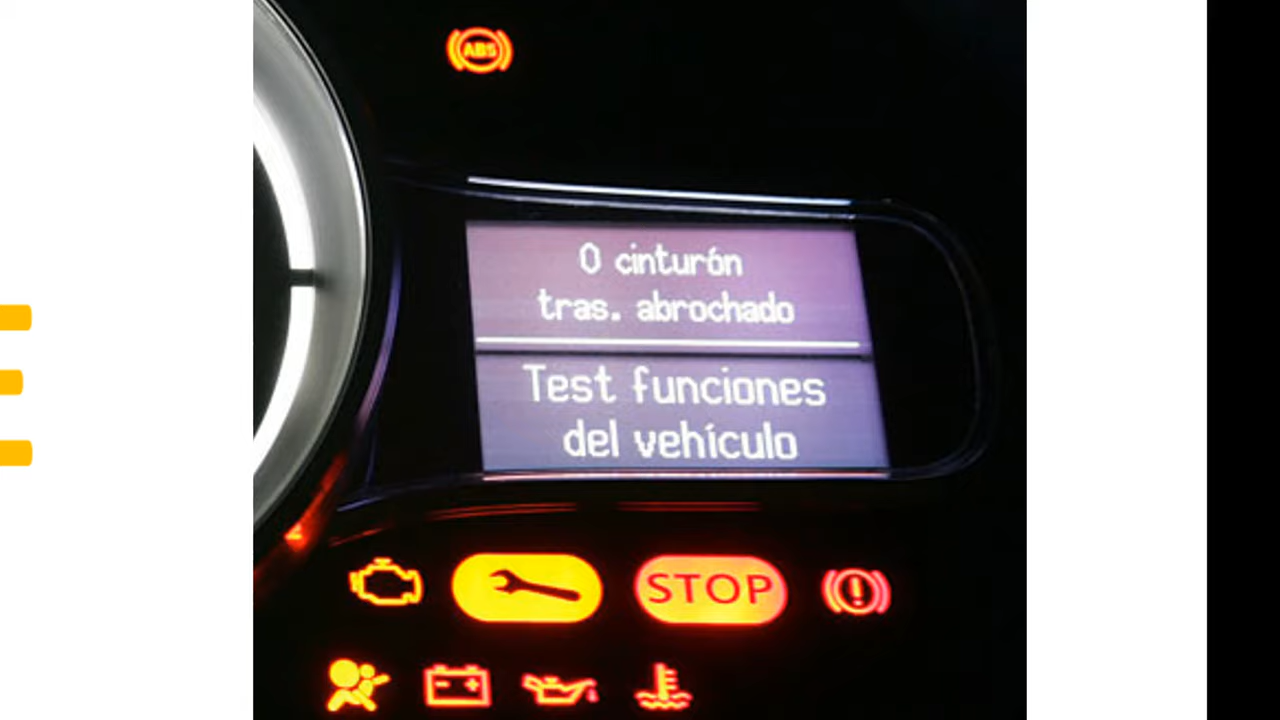 ABS
0 cinturón
tras. abrochado
Test funciones
del vehículo
STOP